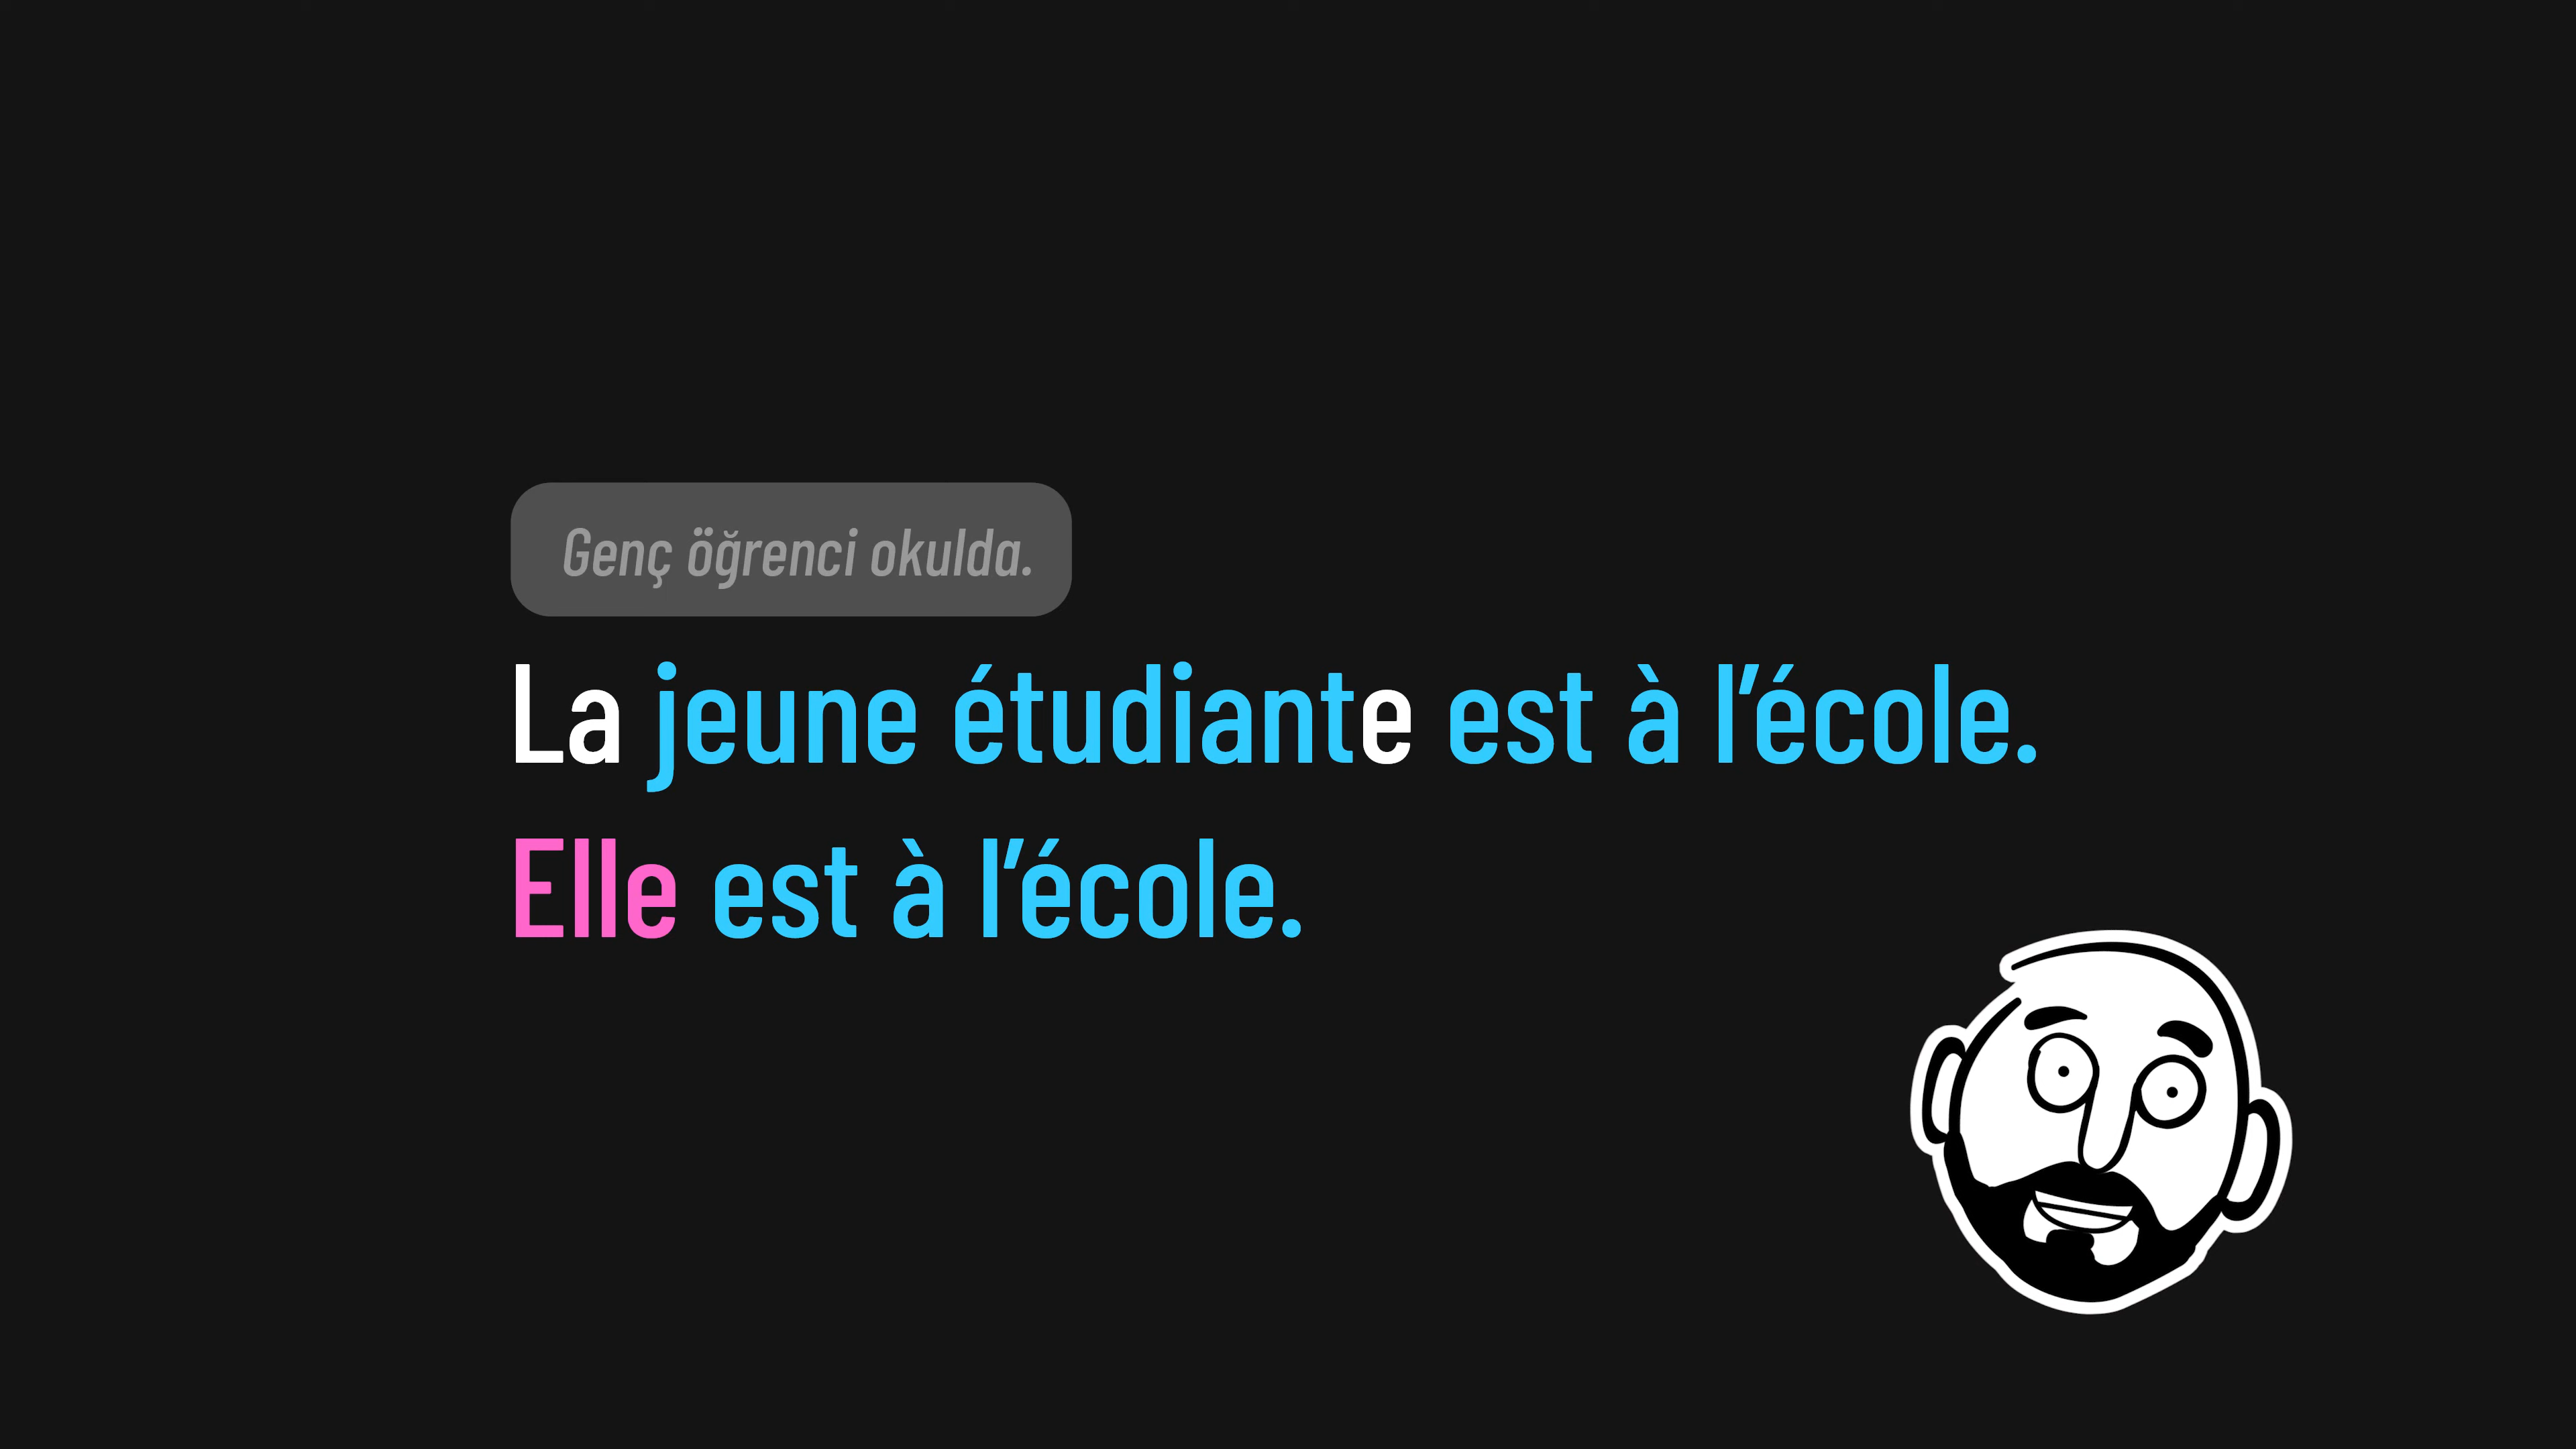 Genç öğrenci okulda.
La jeune étudiante est à l’école.
Elle est à l’école.